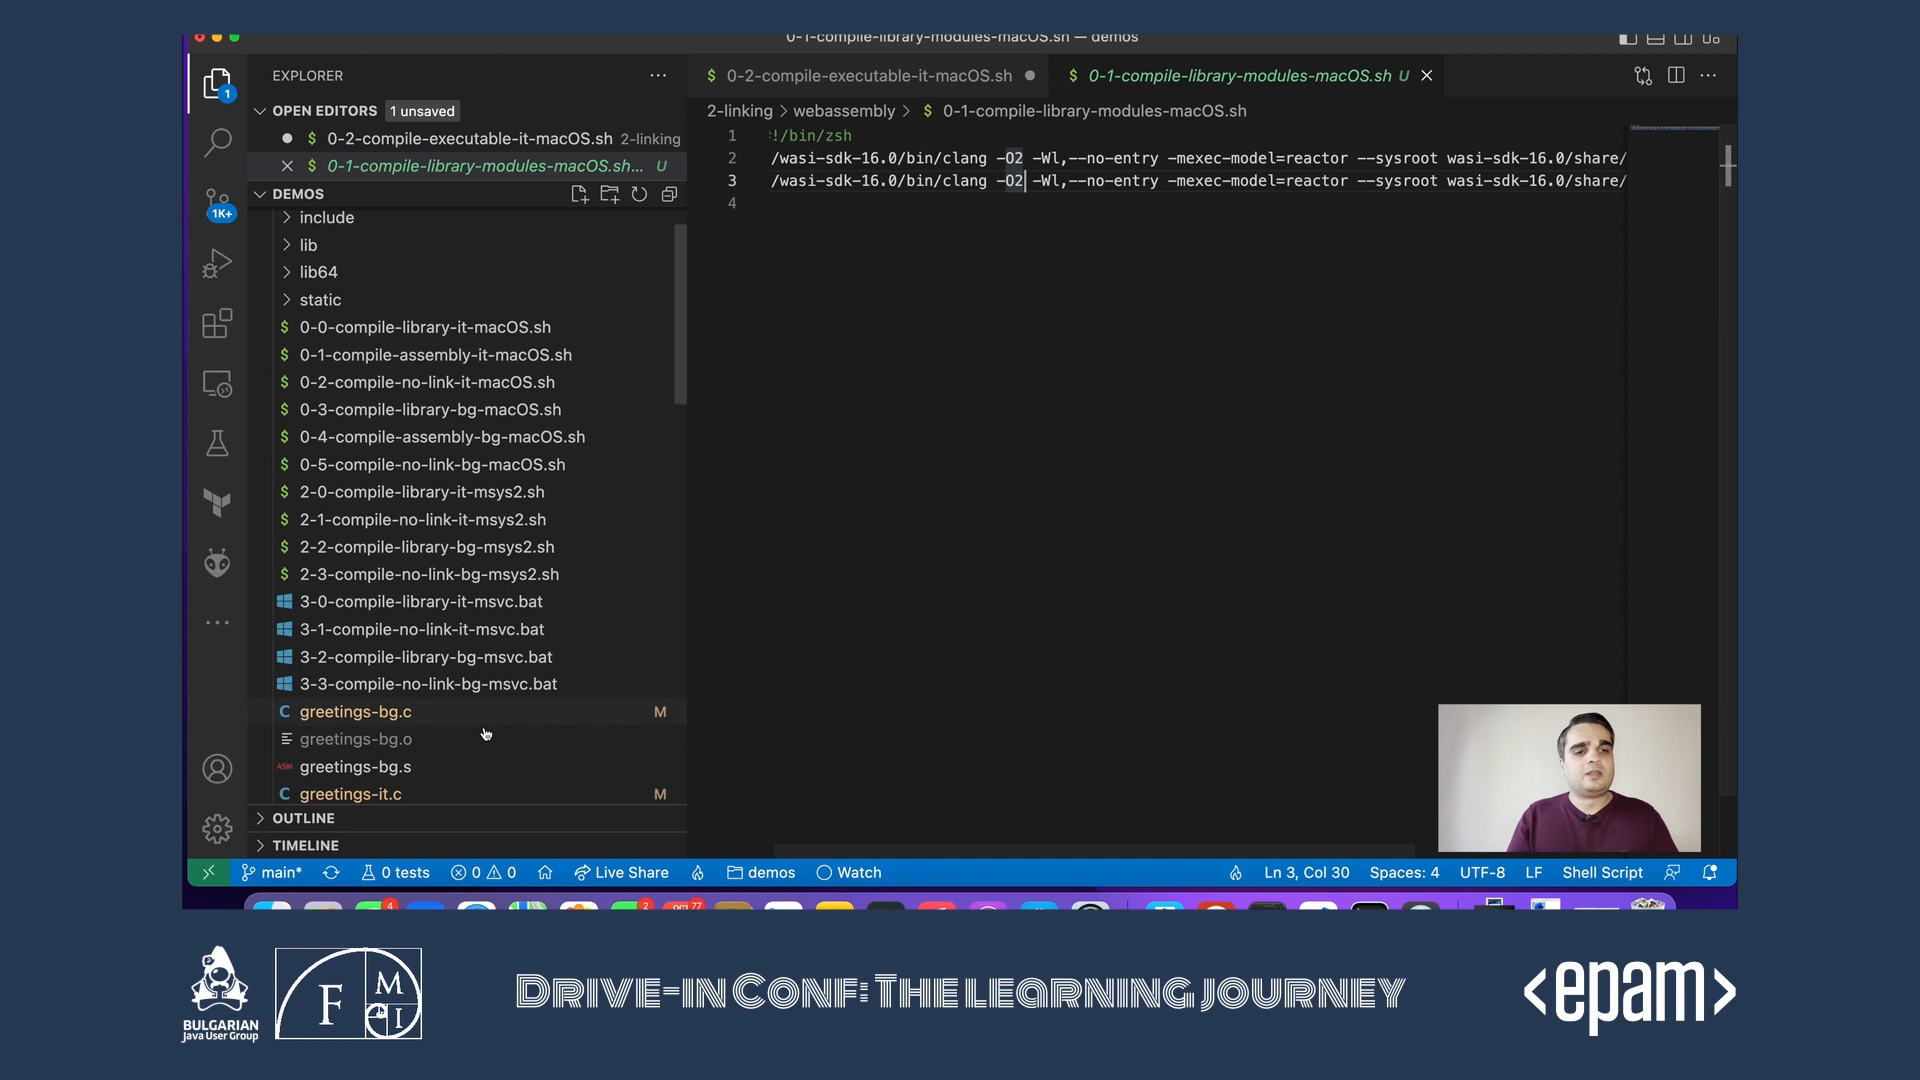 0-1-compile-library-modules-macOS.sh — demos
EXPLORER
OPEN EDITORS 1 unsaved
0-2-compile-executable-it-macOS.sh 2-linking
0-1-compile-library-modules-macOS.sh... U
DEMOS
include
lib
lib64
static
0-0-compile-library-it-macOS.sh
0-1-compile-assembly-it-macOS.sh
0-2-compile-no-link-it-macOS.sh
0-3-compile-library-bg-macOS.sh
0-4-compile-assembly-bg-macOS.sh
0-5-compile-no-link-bg-macOS.sh
2-0-compile-library-it-msys2.sh
2-1-compile-no-link-it-msys2.sh
2-2-compile-library-bg-msys2.sh
2-3-compile-no-link-bg-msys2.sh
3-0-compile-library-it-msvc.bat
3-1-compile-no-link-it-msvc.bat
3-2-compile-library-bg-msvc.bat
3-3-compile-no-link-bg-msvc.bat
C greetings-bg.c M
greetings-bg.o
ASM greetings-bg.s
C greetings-it.c M
OUTLINE
TIMELINE
1
1K+
$ 0-2-compile-executable-it-macOS.sh
$ 0-1-compile-library-modules-macOS.sh U
2-linking > webassembly > $ 0-1-compile-library-modules-macOS.sh
1 !/bin/zsh
2 /wasi-sdk-16.0/bin/clang -O2 -Wl,--no-entry -mexec-model=reactor --sysroot wasi-sdk-16.0/share/
3 /wasi-sdk-16.0/bin/clang -O2 -Wl,--no-entry -mexec-model=reactor --sysroot wasi-sdk-16.0/share/
4
main* 0 tests 0 0 Live Share demos Watch Ln 3, Col 30 Spaces: 4 UTF-8 LF Shell Script
4 2 77
BULGARIAN
Java User Group
F M I
DRIVE-IN CONF: THE LEARNING JOURNEY
<epam>